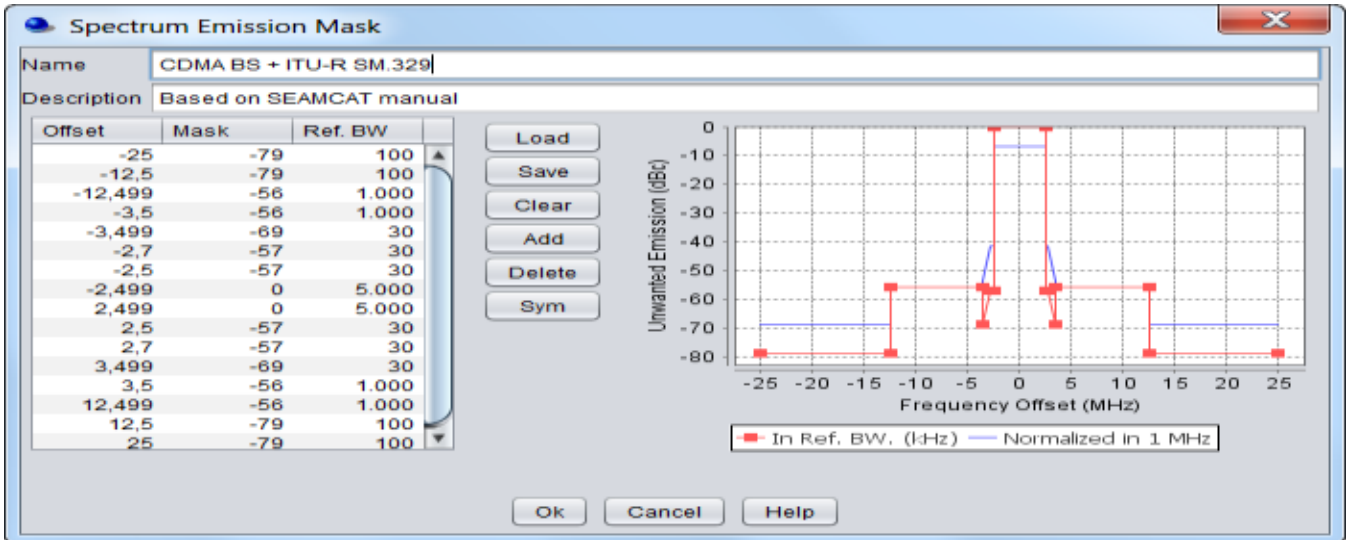 Spectrum Emission Mask
Name CDMA BS + ITU-R SM.329
Description Based on SEAMCAT manual
Offset Mask Ref. BW
-25 -79 100
-12,5 -79 100
-12,499 -56 1.000
-3,5 -56 1.000
-3,499 -69 30
-2,7 -57 30
-2,5 -57 30
-2,499 0 5.000
2,499 0 5.000
2,5 -57 30
2,7 -57 30
3,499 -69 30
3,5 -56 1.000
12,499 -56 1.000
12,5 -79 100
25 -79 100
Load
Save
Clear
Add
Delete
Sym
Unwanted Emission (dBc)
0
-10
-20
-30
-40
-50
-60
-70
-80
-25 -20 -15 -10 -5 0 5 10 15 20 25
Frequency Offset (MHz)
In Ref. BW. (kHz) Normalized in 1 MHz
Ok Cancel Help